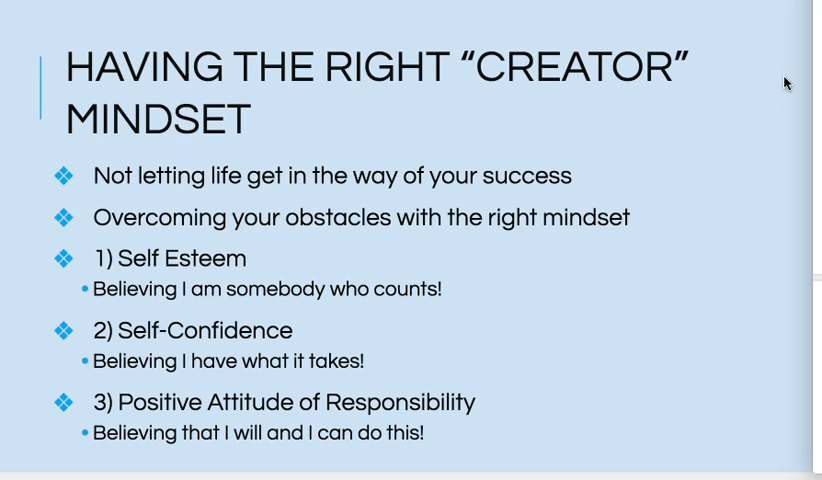 HAVING THE RIGHT “CREATOR”
MINDSET
Not letting life get in the way of your success
Overcoming your obstacles with the right mindset
1) Self Esteem
Believing I am somebody who counts!
2) Self-Confidence
Believing I have what it takes!
3) Positive Attitude of Responsibility
Believing that I will and I can do this!